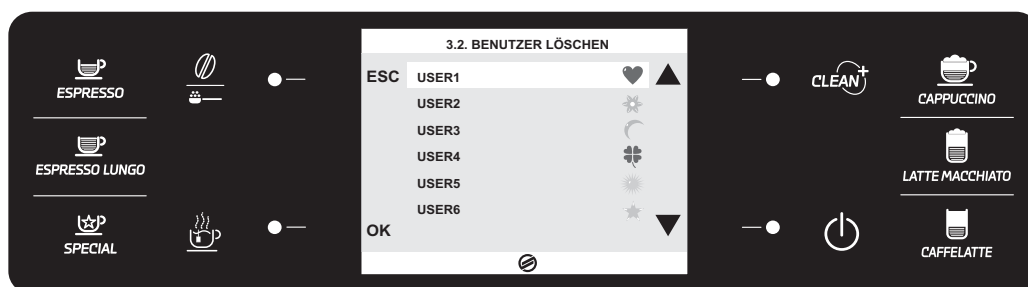 3.2. BENUTZER LÖSCHEN
ESC
USER1
USER2
USER3
USER4
USER5
USER6
OK
ESPRESSO
ESPRESSO LUNGO
SPECIAL
CLEAN+
CAPPUCCINO
LATTE MACCHIATO
CAFFELATTE